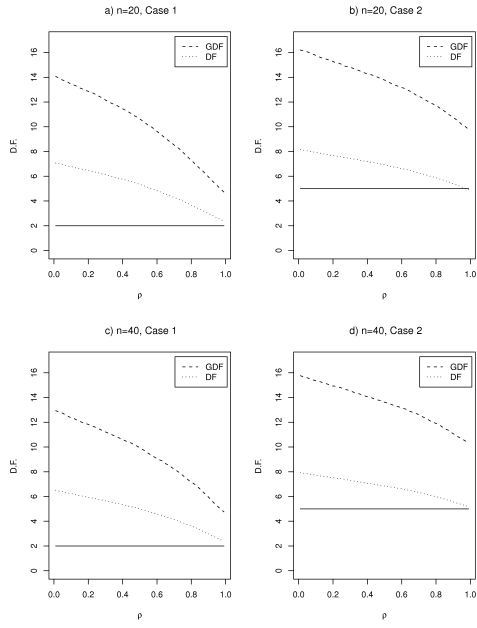 a) n=20, Case 1
GDF
DF
D.F.
0 2 4 6 8 10 12 14 16
0.0 0.2 0.4 0.6 0.8 1.0
ρ
b) n=20, Case 2
GDF
DF
D.F.
0 2 4 6 8 10 12 14 16
0.0 0.2 0.4 0.6 0.8 1.0
ρ
c) n=40, Case 1
GDF
DF
D.F.
0 2 4 6 8 10 12 14 16
0.0 0.2 0.4 0.6 0.8 1.0
ρ
d) n=40, Case 2
GDF
DF
D.F.
0 2 4 6 8 10 12 14 16
0.0 0.2 0.4 0.6 0.8 1.0
ρ